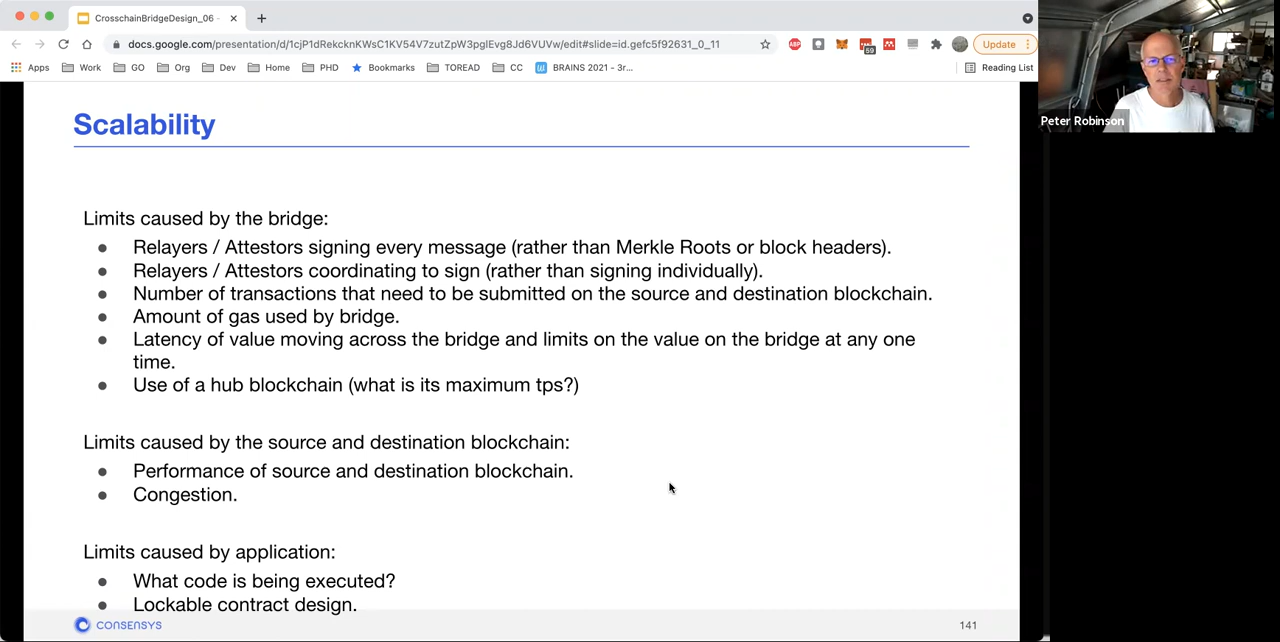 CrosschainBridgeDesign_06 -
docs.google.com/presentation/d/1cjP1dRekcknKWsC1KV54V7zutZpW3pglEvg8Jd6VUVw/edit#slide=id.gefc5f92631_0_11
ABP
59
Update
Apps
Work
GO
Org
Dev
Home
PHD
Bookmarks
TOREAD
CC
BRAINS 2021 - 3r...
Reading List
Peter Robinson
Scalability
Limits caused by the bridge:
● Relayers / Attestors signing every message (rather than Merkle Roots or block headers).
● Relayers / Attestors coordinating to sign (rather than signing individually).
● Number of transactions that need to be submitted on the source and destination blockchain.
● Amount of gas used by bridge.
● Latency of value moving across the bridge and limits on the value on the bridge at any one
time.
● Use of a hub blockchain (what is its maximum tps?)
Limits caused by the source and destination blockchain:
● Performance of source and destination blockchain.
● Congestion.
Limits caused by application:
● What code is being executed?
● Lockable contract design.
CONSENSYS
141